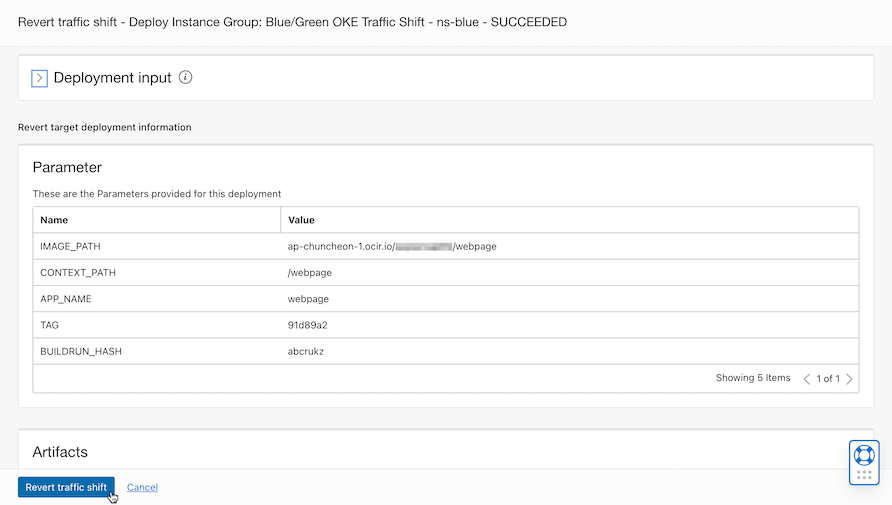 Revert traffic shift - Deploy Instance Group: Blue/Green OKE Traffic Shift - ns-blue - SUCCEEDED
Deployment input
Revert target deployment information
Parameter
These are the Parameters provided for this deployment
Name Value
IMAGE_PATH ap-chuncheon-1.ocir.io/ /webpage
CONTEXT_PATH /webpage
APP_NAME webpage
TAG 91d89a2
BUILDRUN_HASH abcrukz
Showing 5 Items 1 of 1
Artifacts
Revert traffic shift Cancel